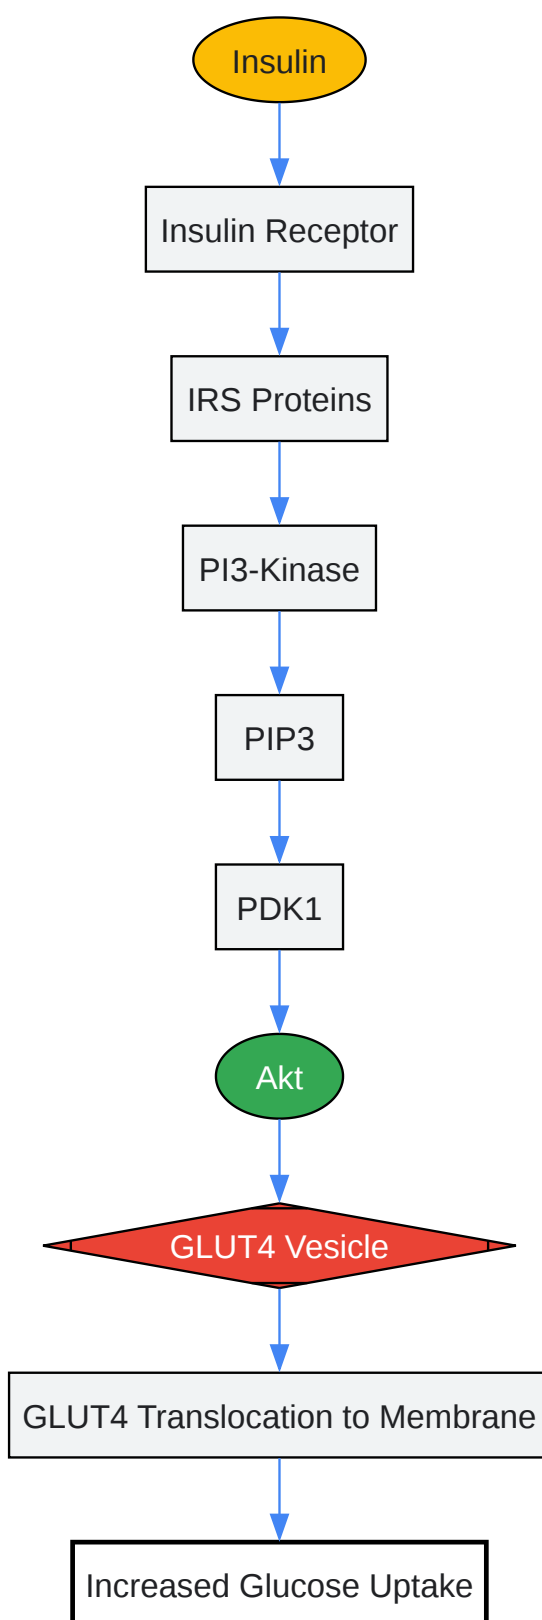 Insulin
Insulin Receptor
IRS Proteins
PI3-Kinase
PIP3
PDK1
Akt
GLUT4 Vesicle
GLUT4 Translocation to Membrane
Increased Glucose Uptake